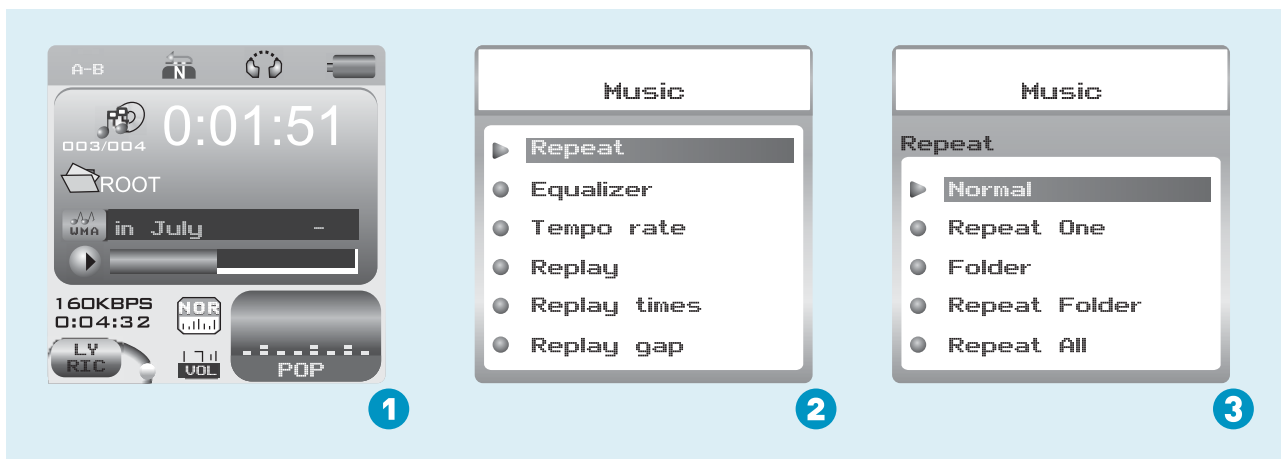 A-B
N
0:01:51
003/004
ROOT
WMA in July -
160KBPS
0:04:32
NOR
LY
RIC
VOL
POP
1
Music
Repeat
Equalizer
Tempo rate
Replay
Replay times
Replay gap
2
Music
Repeat
Normal
Repeat One
Folder
Repeat Folder
Repeat All
3